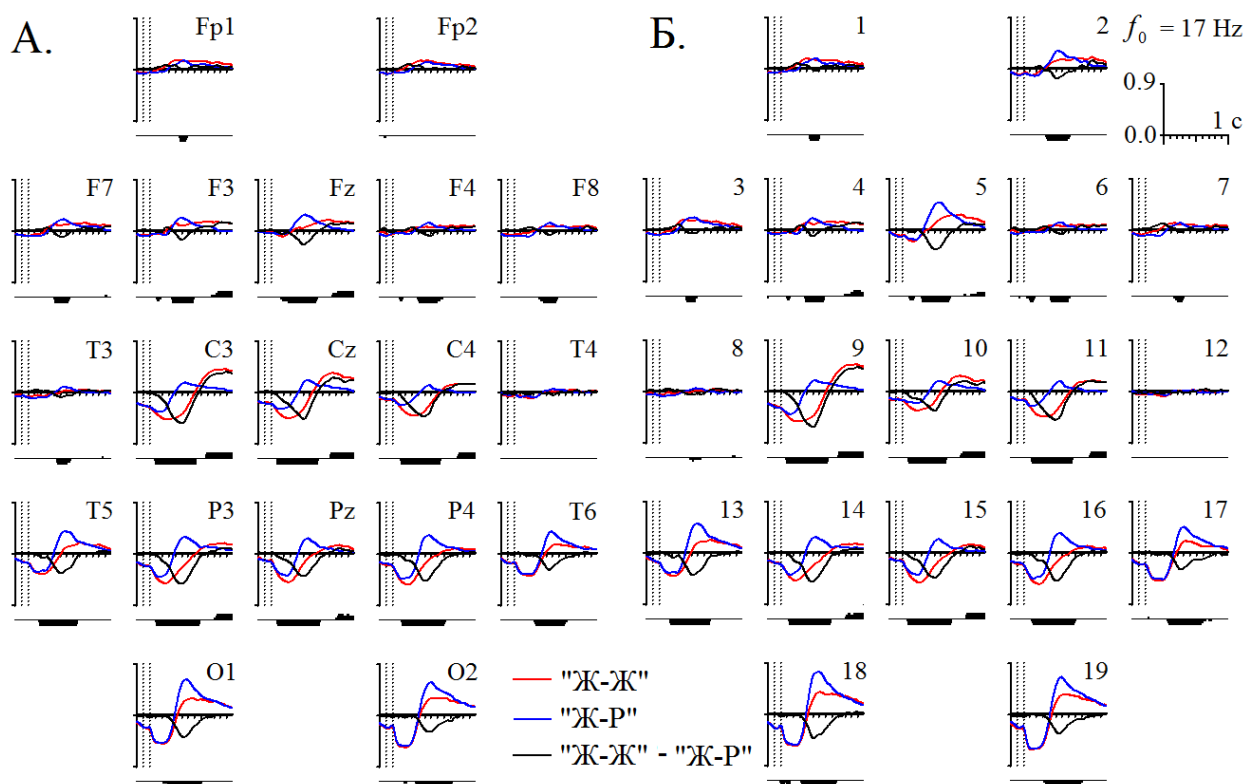 А.
Fp1 Fp2
F7 F3 Fz F4 F8
T3 C3 Cz C4 T4
T5 P3 Pz P4 T6
O1 O2
Б.
1 2
f0 = 17 Hz
0.9
0.0
1 с
3 4 5 6 7
8 9 10 11 12
13 14 15 16 17
18 19
"Ж-Ж"
"Ж-Р"
"Ж-Ж" - "Ж-Р"